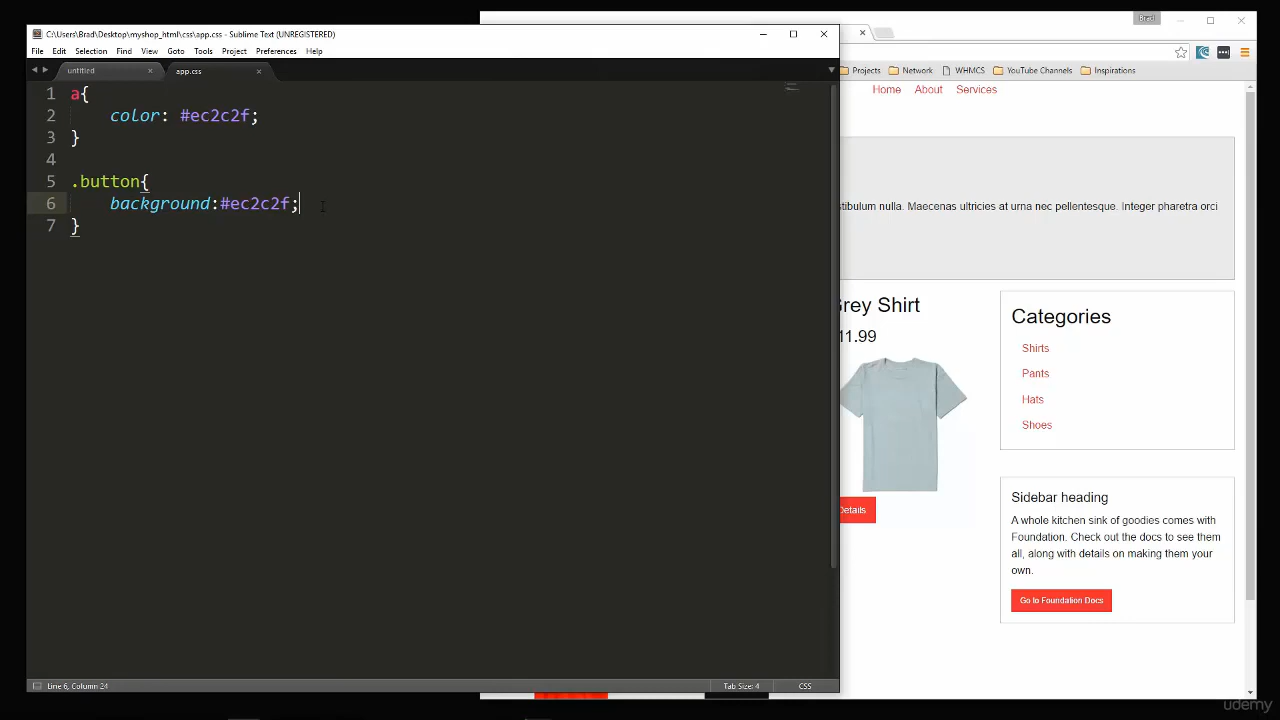 C:\Users\Brad\Desktop\myshop_html\css\app.css - Sublime Text (UNREGISTERED)
File Edit Selection Find View Goto Tools Project Preferences Help
untitled
app.css
1 a{
2 color: #ec2c2f;
3 }
4
5 .button{
6 background:#ec2c2f;
7 }
Line 6, Column 24
Tab Size: 4
CSS
Brad
Projects Network WHMCS YouTube Channels Inspirations
Home About Services
stibulum nulla. Maecenas ultricies at urna nec pellentesque. Integer pharetra orci
Grey Shirt
11.99
Details
Categories
Shirts
Pants
Hats
Shoes
Sidebar heading
A whole kitchen sink of goodies comes with
Foundation. Check out the docs to see them
all, along with details on making them your
own.
Go to Foundation Docs
udemy